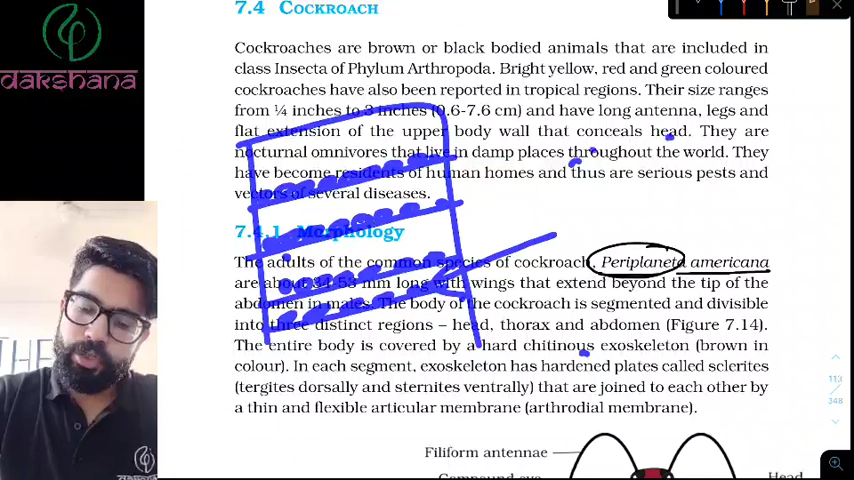 7.4 COCKROACH
Cockroaches are brown or black bodied animals that are included in
class Insecta of Phylum Arthropoda. Bright yellow, red and green coloured
cockroaches have also been reported in tropical regions. Their size ranges
from ¼ inches to 3 inches (0.6-7.6 cm) and have long antenna, legs and
flat extension of the upper body wall that conceals head. They are
nocturnal omnivores that live in damp places throughout the world. They
have become residents of human homes and thus are serious pests and
vectors of several diseases.
7.4.1 Morphology
The adults of the common species of cockroach, Periplaneta americana
are about 34-53 mm long with wings that extend beyond the tip of the
abdomen in males. The body of the cockroach is segmented and divisible
into three distinct regions – head, thorax and abdomen (Figure 7.14).
The entire body is covered by a hard chitinous exoskeleton (brown in
colour). In each segment, exoskeleton has hardened plates called sclerites
(tergites dorsally and sternites ventrally) that are joined to each other by
a thin and flexible articular membrane (arthrodial membrane).
Filiform antennae
Compound eye
Head
dakshana
dakshana
113
348